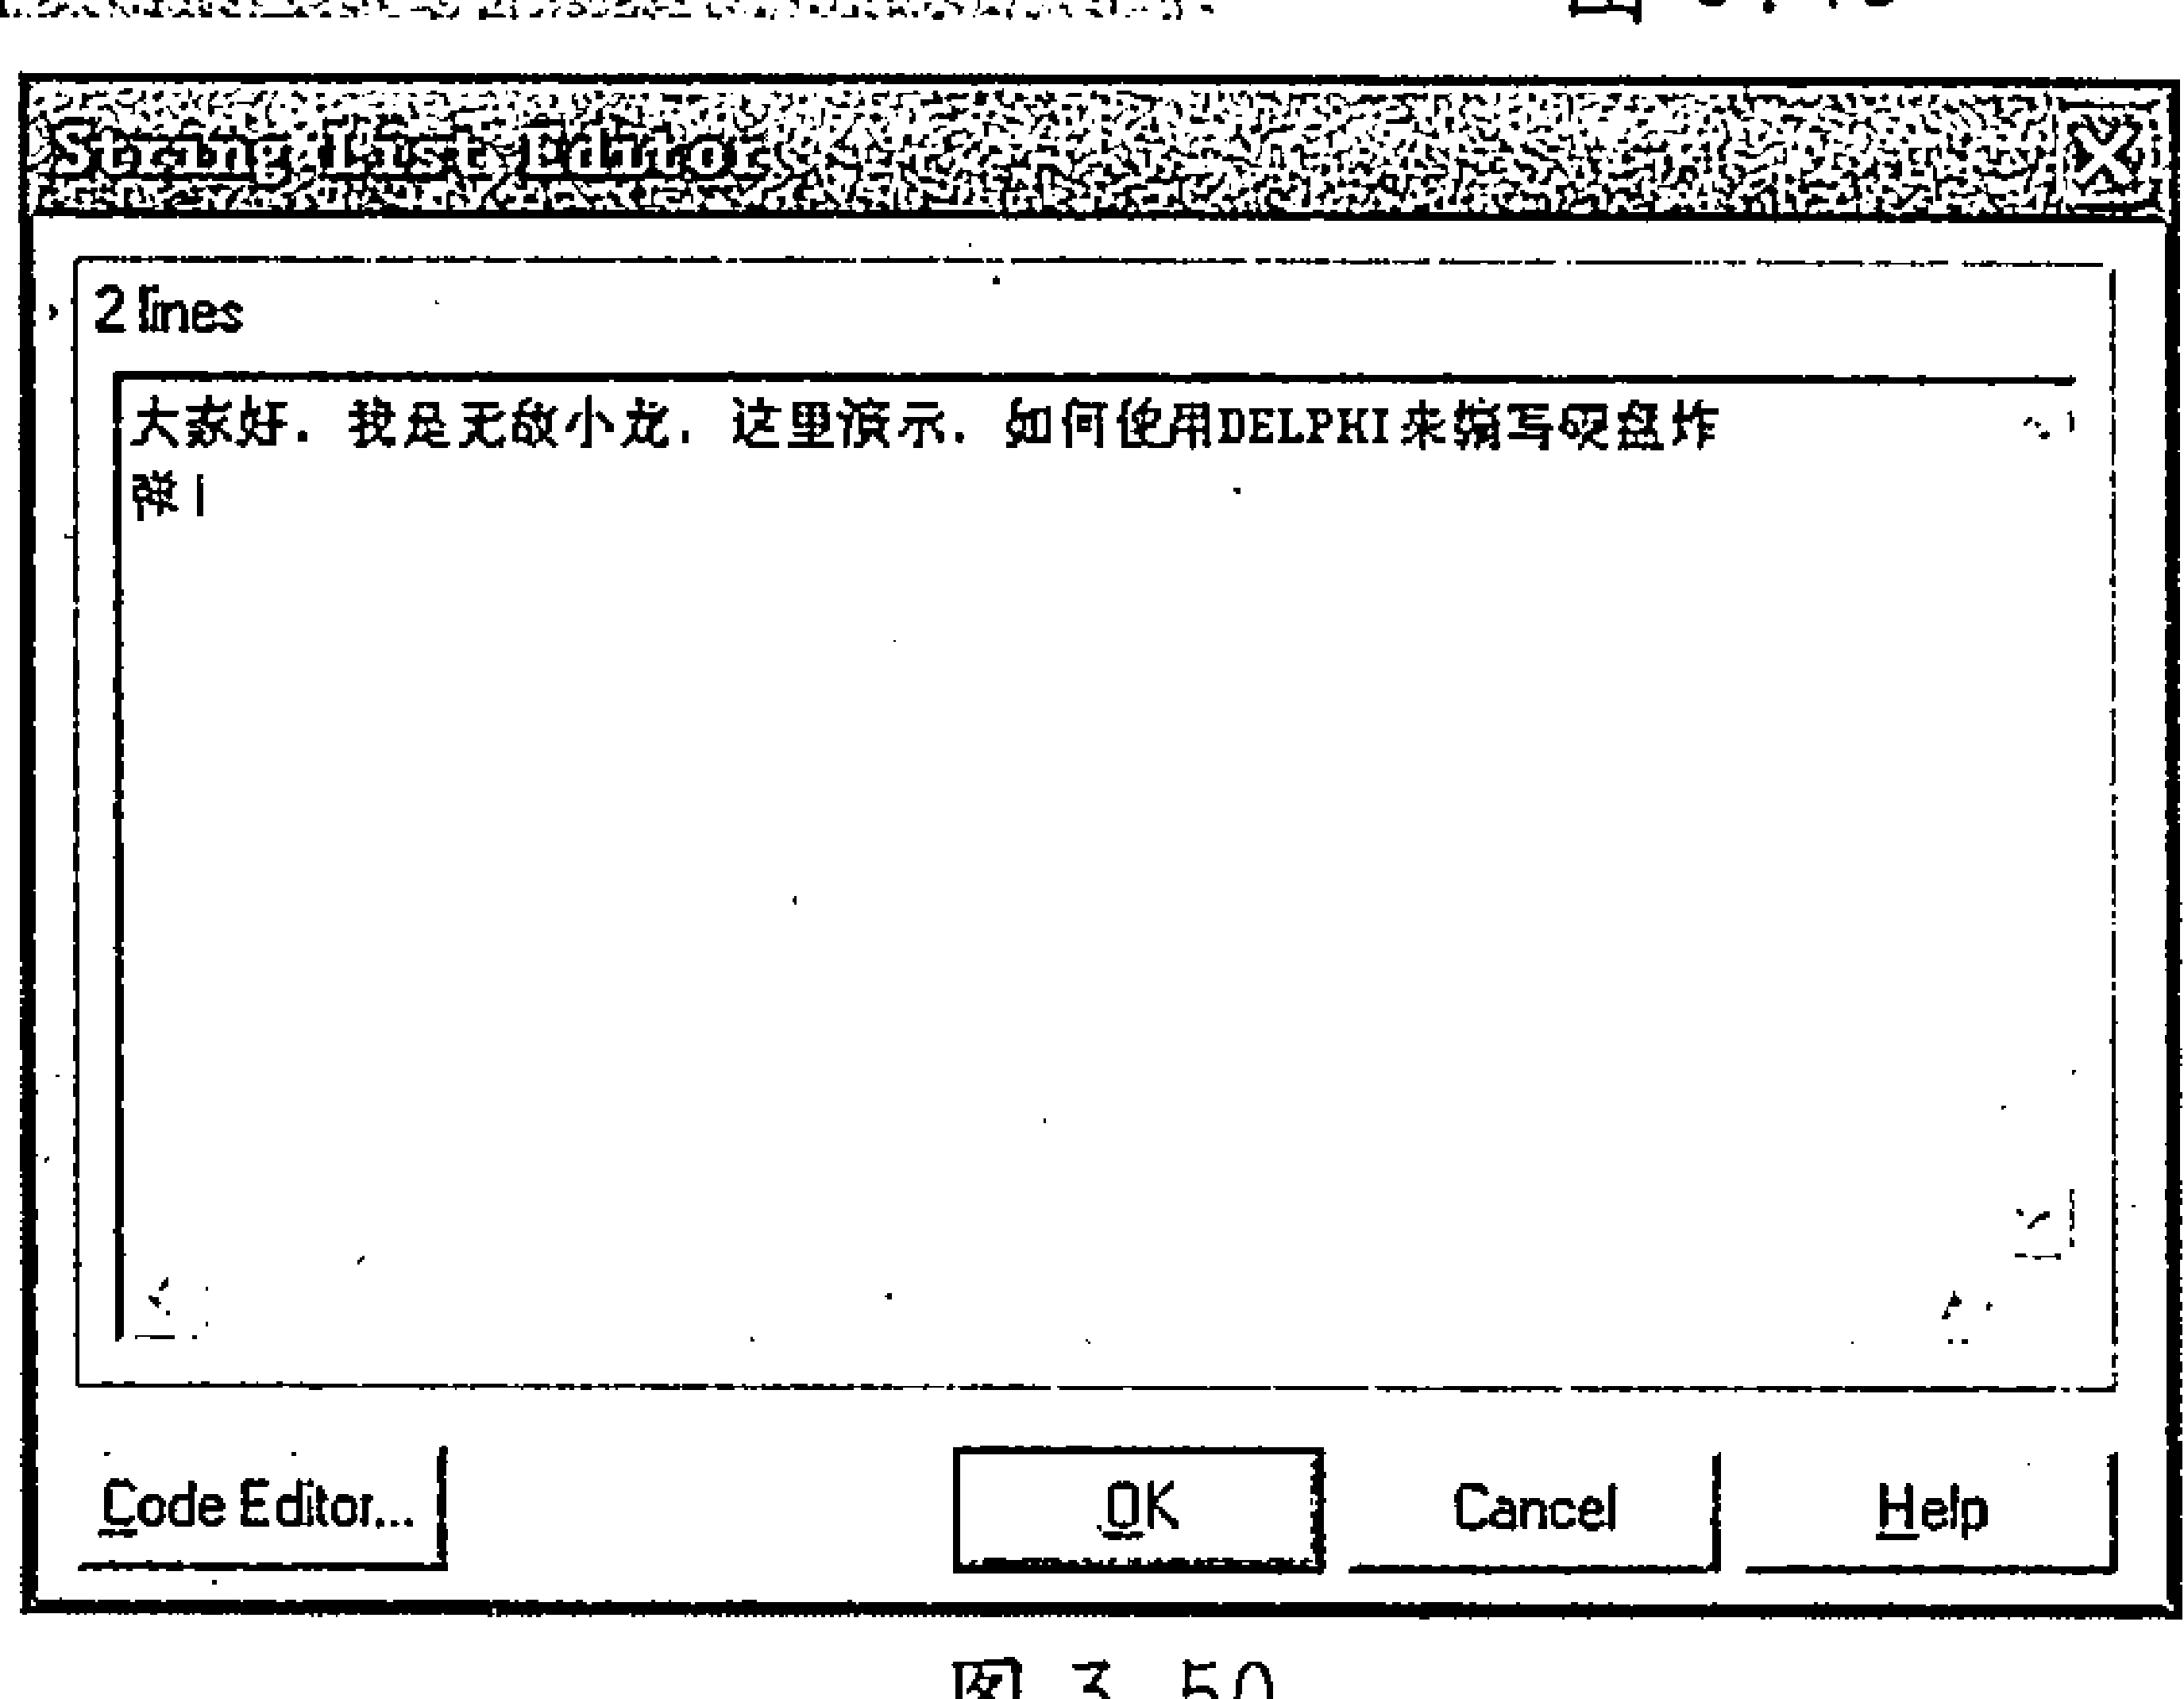 String List Editor
2 lines
大家好. 我是无敌小龙. 这里演示. 如何使用DELPHI来编写硬盘炸
弹
Code Editor...
OK
Cancel
Help
图 3.50